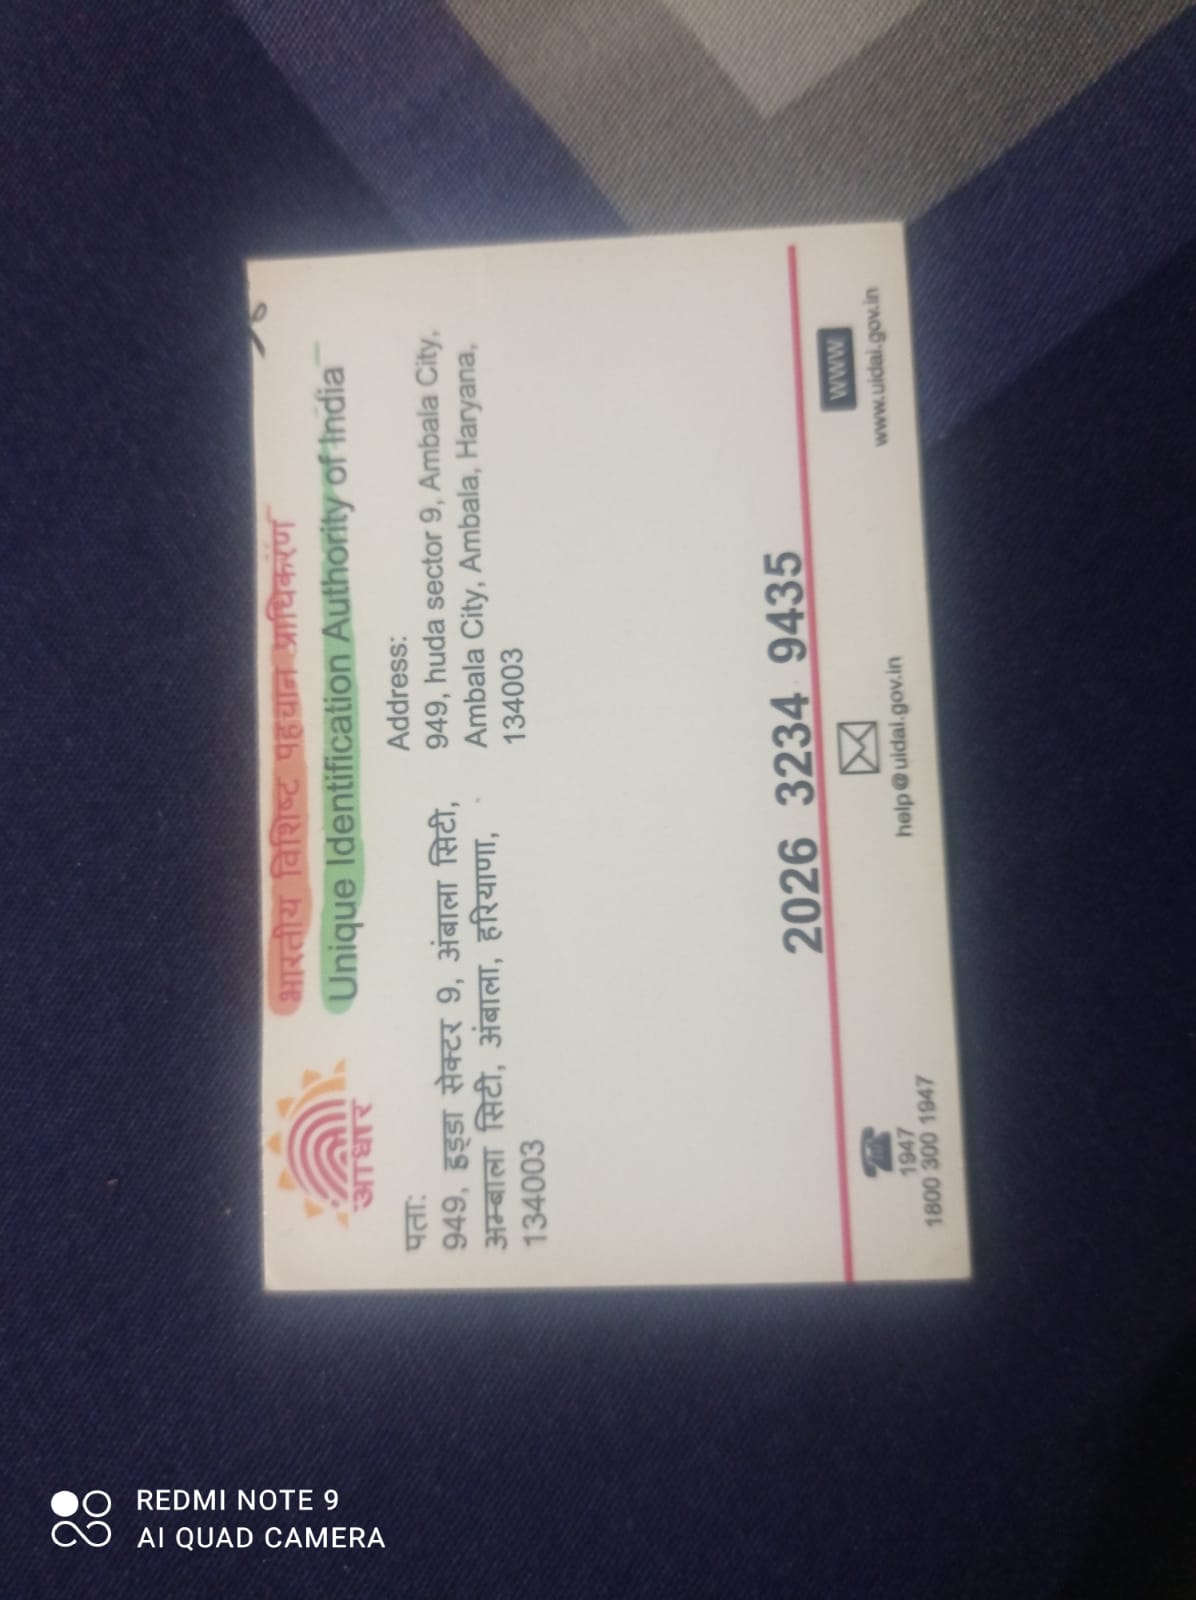 भारतीय विशिष्ट पहचान प्राधिकरण
Unique Identification Authority of India
आधार
पता:
949, हड्डा सेक्टर 9, अंबाला सिटी,
अम्बाला सिटी, अंबाला, हरियाणा,
134003
Address:
949, huda sector 9, Ambala City,
Ambala City, Ambala, Haryana,
134003
2026 3234 9435
1947
1800 300 1947
help@uidai.gov.in
WWW
www.uidai.gov.in
REDMI NOTE 9
AI QUAD CAMERA